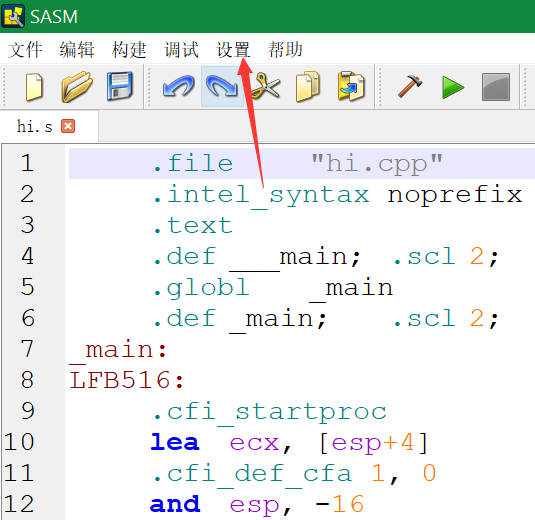 SASM
文件 编辑 构建 调试 设置 帮助
hi.s
1 .file "hi.cpp"
2 .intel_syntax noprefix
3 .text
4 .def ___main; .scl 2;
5 .globl _main
6 .def _main; .scl 2;
7 _main:
8 LFB516:
9 .cfi_startproc
10 lea ecx, [esp+4]
11 .cfi_def_cfa 1, 0
12 and esp, -16